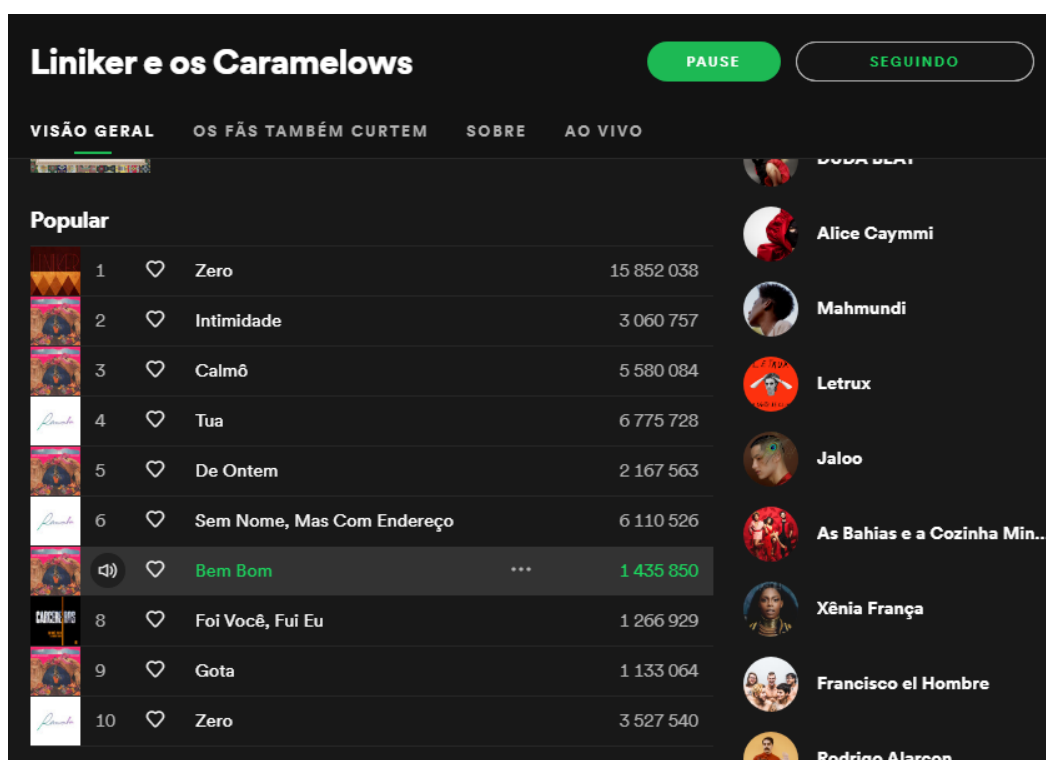 Liniker e os Caramelows
PAUSE
SEGUINDO
VISÃO GERAL
OS FÃS TAMBÉM CURTEM
SOBRE
AO VIVO
Popular
1 Zero 15 852 038
2 Intimidade 3 060 757
3 Calmô 5 580 084
4 Tua 6 775 728
5 De Ontem 2 167 563
6 Sem Nome, Mas Com Endereço 6 110 526
Bem Bom ... 1 435 850
8 Foi Você, Fui Eu 1 266 929
9 Gota 1 133 064
10 Zero 3 527 540
DUDA BEAT
Alice Caymmi
Mahmundi
Letrux
Jaloo
As Bahias e a Cozinha Min...
Xênia França
Francisco el Hombre
Rodrigo Alarcon